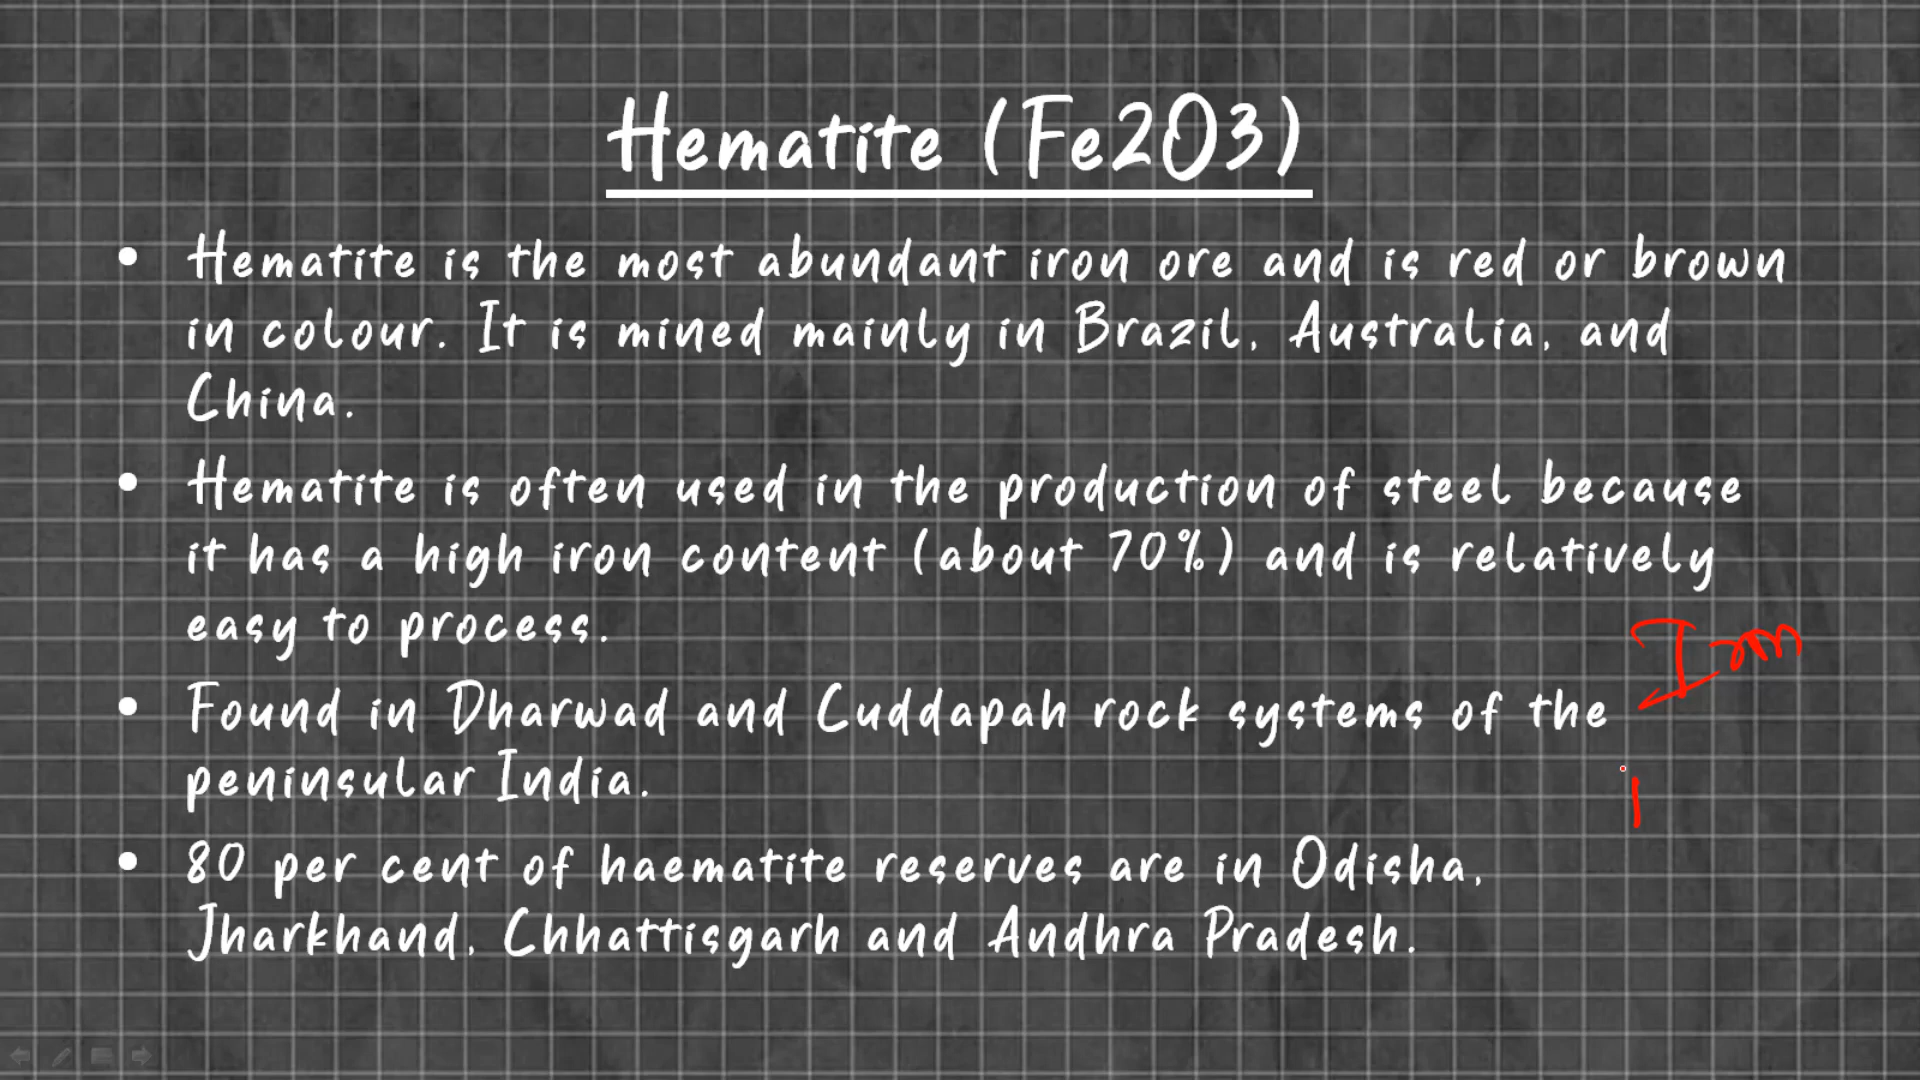 Hematite (Fe2O3)
• Hematite is the most abundant iron ore and is red or brown
in colour. It is mined mainly in Brazil, Australia, and
China.
• Hematite is often used in the production of steel because
it has a high iron content (about 70%) and is relatively
easy to process.
Iron
• Found in Dharwad and Cuddapah rock systems of the
peninsular India.
• 80 per cent of haematite reserves are in Odisha,
Jharkhand, Chhattisgarh and Andhra Pradesh.